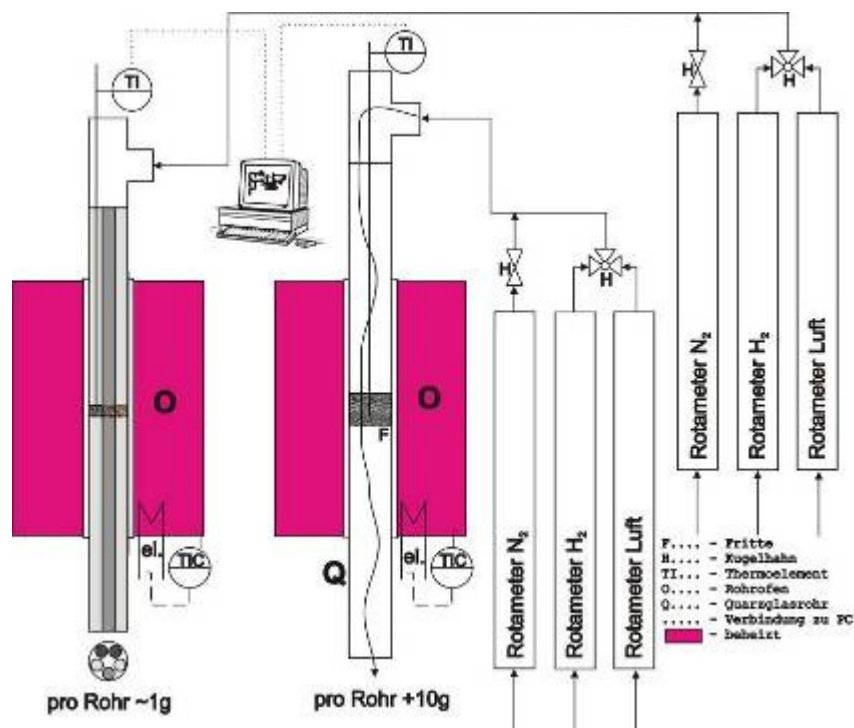 TI
TI
H
H
H
H
Rotameter N2
Rotameter H2
Rotameter Luft
O
O
F
Q
el.
TIC
el.
TIC
Rotameter N2
Rotameter H2
Rotameter Luft
F.... - Fritte
H.... - Kugelhahn
TI... - Thermoelement
O.... - Rohrofen
Q.... - Quarzglasrohr
..... - Verbindung zu PC
- beheizt
pro Rohr ~1g
pro Rohr +10g